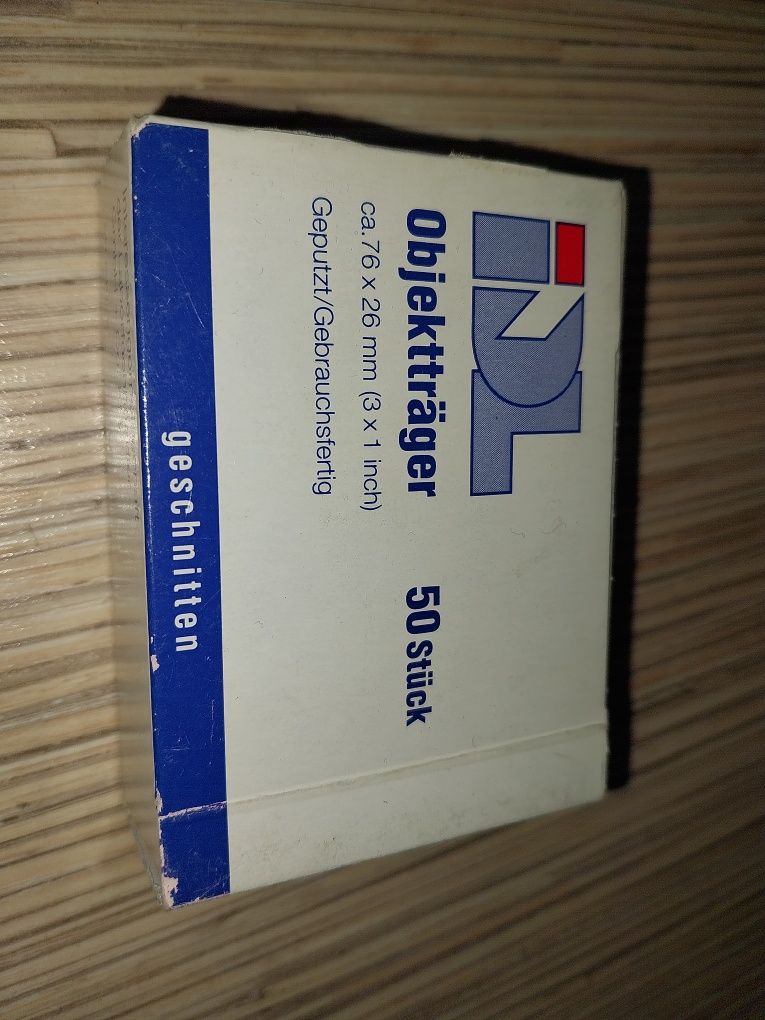 iDL
Objektträger 50 Stück
ca. 76 x 26 mm (3 x 1 inch)
Geputzt/Gebrauchsfertig
geschnitten